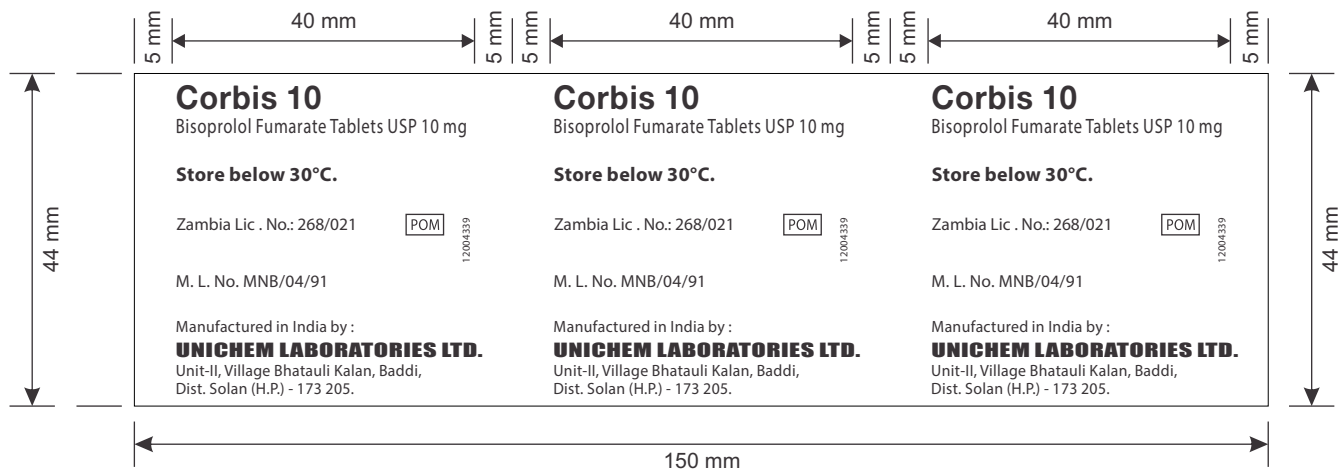 5 mm 40 mm 5 mm 5 mm 40 mm 5 mm 5 mm 40 mm 5 mm
44 mm
Corbis 10
Bisoprolol Fumarate Tablets USP 10 mg
Store below 30°C.
Zambia Lic . No.: 268/021 POM 12004339
M. L. No. MNB/04/91
Manufactured in India by :
UNICHEM LABORATORIES LTD.
Unit-II, Village Bhatauli Kalan, Baddi,
Dist. Solan (H.P.) - 173 205.
Corbis 10
Bisoprolol Fumarate Tablets USP 10 mg
Store below 30°C.
Zambia Lic . No.: 268/021 POM 12004339
M. L. No. MNB/04/91
Manufactured in India by :
UNICHEM LABORATORIES LTD.
Unit-II, Village Bhatauli Kalan, Baddi,
Dist. Solan (H.P.) - 173 205.
Corbis 10
Bisoprolol Fumarate Tablets USP 10 mg
Store below 30°C.
Zambia Lic . No.: 268/021 POM 12004339
M. L. No. MNB/04/91
Manufactured in India by :
UNICHEM LABORATORIES LTD.
Unit-II, Village Bhatauli Kalan, Baddi,
Dist. Solan (H.P.) - 173 205.
44 mm
150 mm